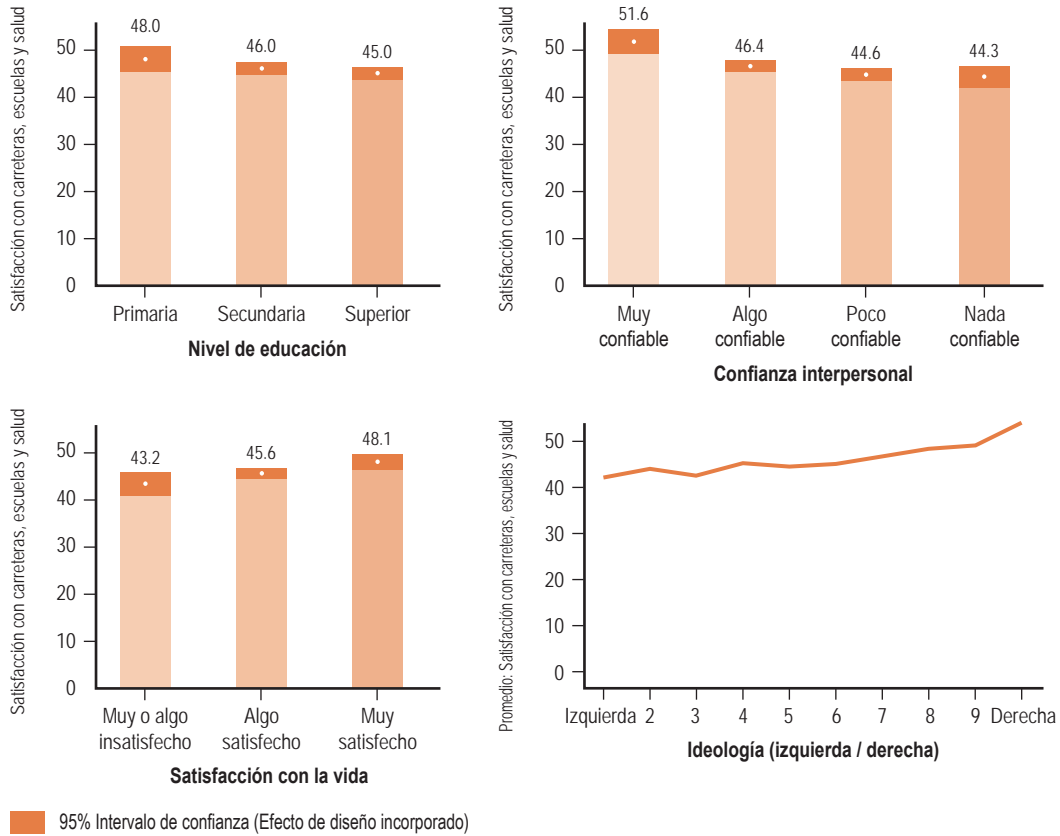 Satisfacción con carreteras, escuelas y salud
50
40
30
20
10
0
48.0
46.0
45.0
Primaria
Secundaria
Superior
Nivel de educación
Satisfacción con carreteras, escuelas y salud
50
40
30
20
10
0
51.6
46.4
44.6
44.3
Muy
confiable
Algo
confiable
Poco
confiable
Nada
confiable
Confianza interpersonal
Satisfacción con carreteras, escuelas y salud
50
40
30
20
10
0
43.2
45.6
48.1
Muy o algo
insatisfecho
Algo
satisfecho
Muy
satisfecho
Satisfacción con la vida
Promedio: Satisfacción con carreteras, escuelas y salud
50
40
30
20
10
0
Izquierda 2 3 4 5 6 7 8 9 Derecha
Ideología (izquierda / derecha)
95% Intervalo de confianza (Efecto de diseño incorporado)